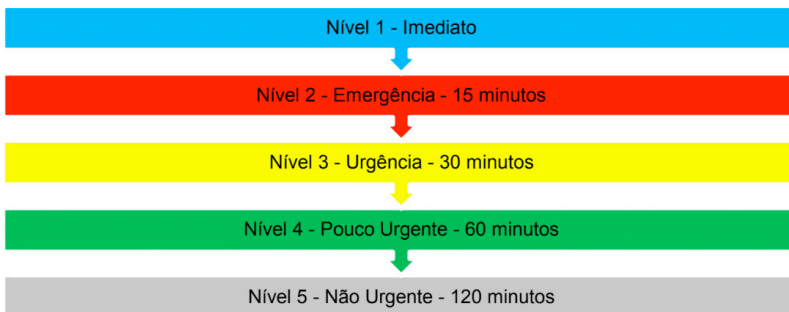 Nível 1 - Imediato
Nível 2 - Emergência - 15 minutos
Nível 3 - Urgência - 30 minutos
Nível 4 - Pouco Urgente - 60 minutos
Nível 5 - Não Urgente - 120 minutos